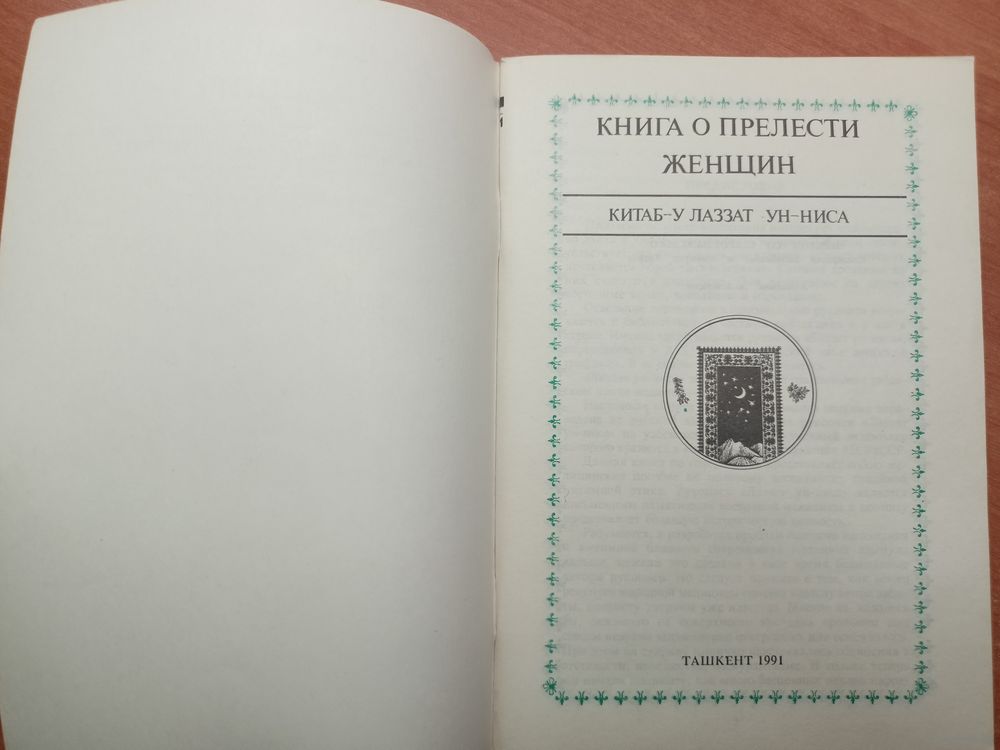 КНИГА О ПРЕЛЕСТИ
ЖЕНЩИН
КИТАБ-У ЛАЗЗАТ УН-НИСА
ТАШКЕНТ 1991